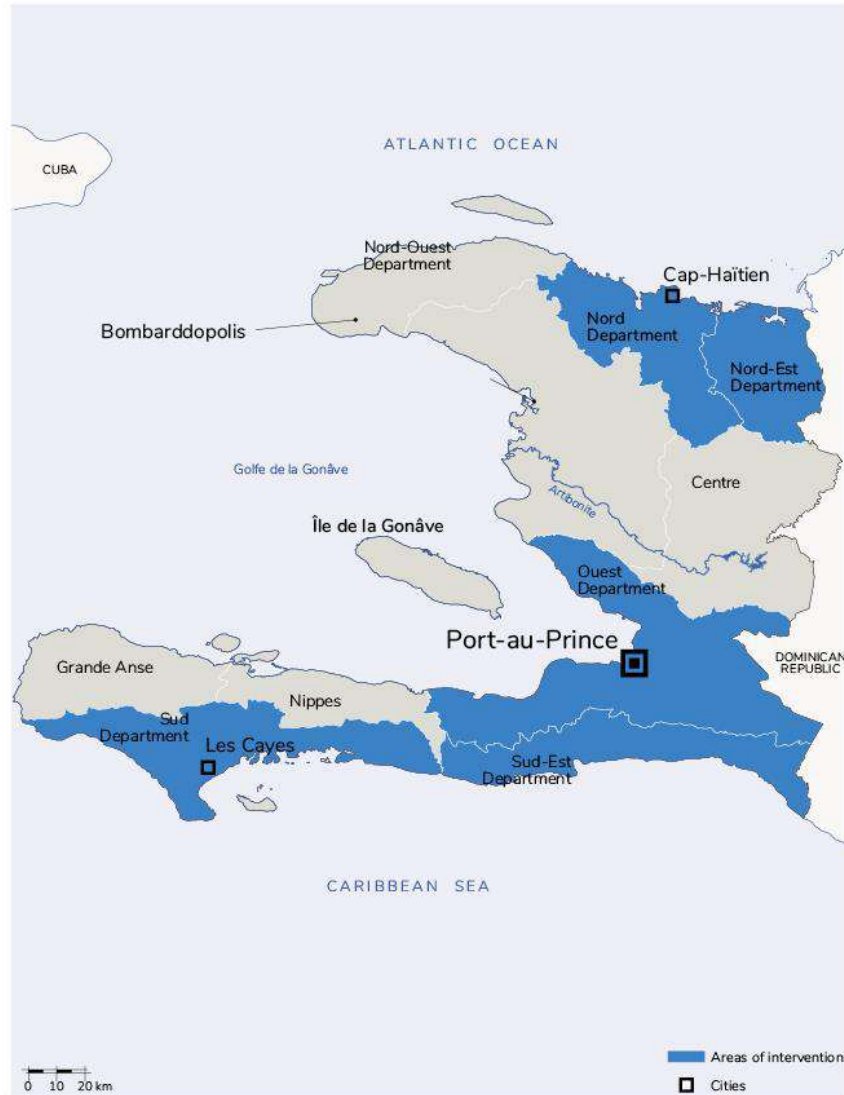 ATLANTIC OCEAN
CUBA
Nord-Ouest
Department
Cap-Haïtien
Bombarddopolis
Nord
Department
Nord-Est
Department
Golfe de la Gonâve
Centre
Artibonite
Île de la Gonâve
Ouest
Department
Port-au-Prince
DOMINICAN
REPUBLIC
Grande Anse
Nippes
Sud
Department
Les Cayes
Sud-Est
Department
CARIBBEAN SEA
Areas of intervention
0 10 20 km
Cities